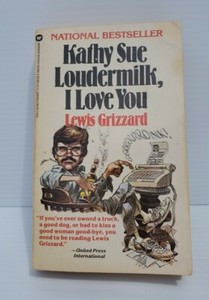 NATIONAL BESTSELLER
Kathy Sue
Loudermilk,
I Love You
Lewis Grizzard
"If you've ever owned a truck,
a good dog, or had to kiss a
good woman good-bye, you
need to be reading Lewis
Grizzard."
—United Press
International